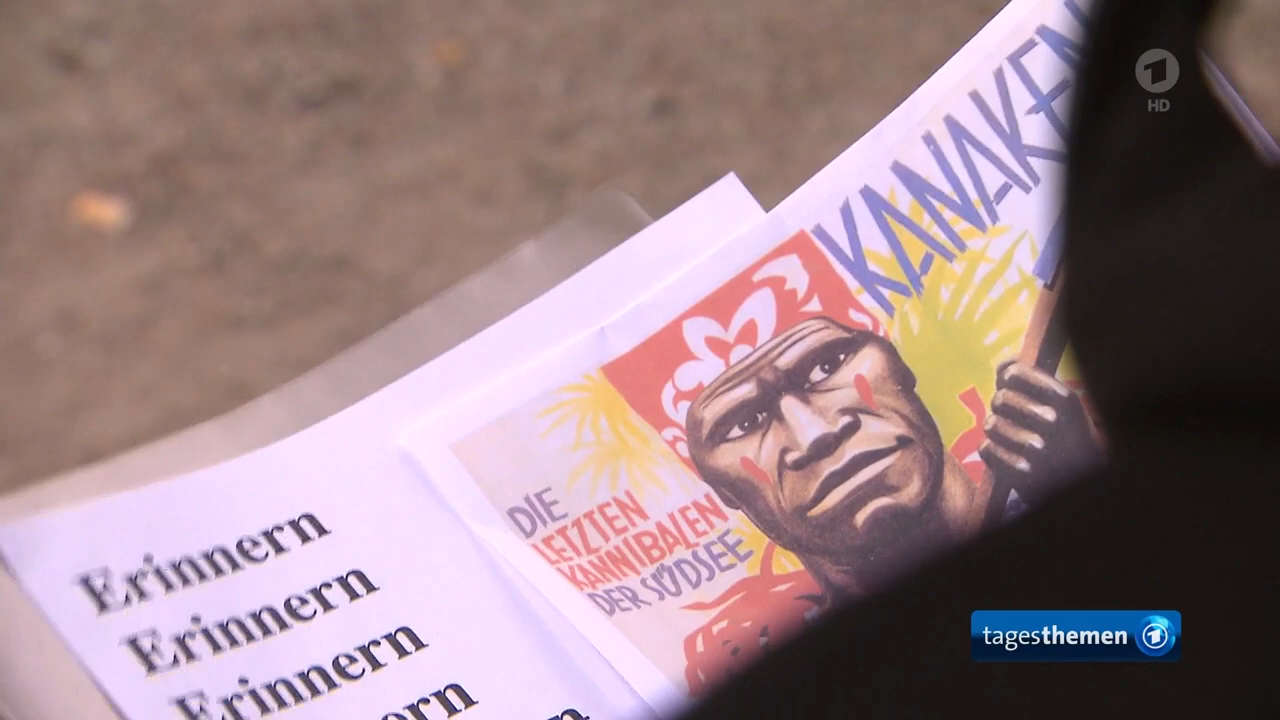 HD
KANAKEN
DIE
LETZTEN
KANNIBALEN
DER SÜDSEE
Erinnern
Erinnern
Erinnern
tagesthemen